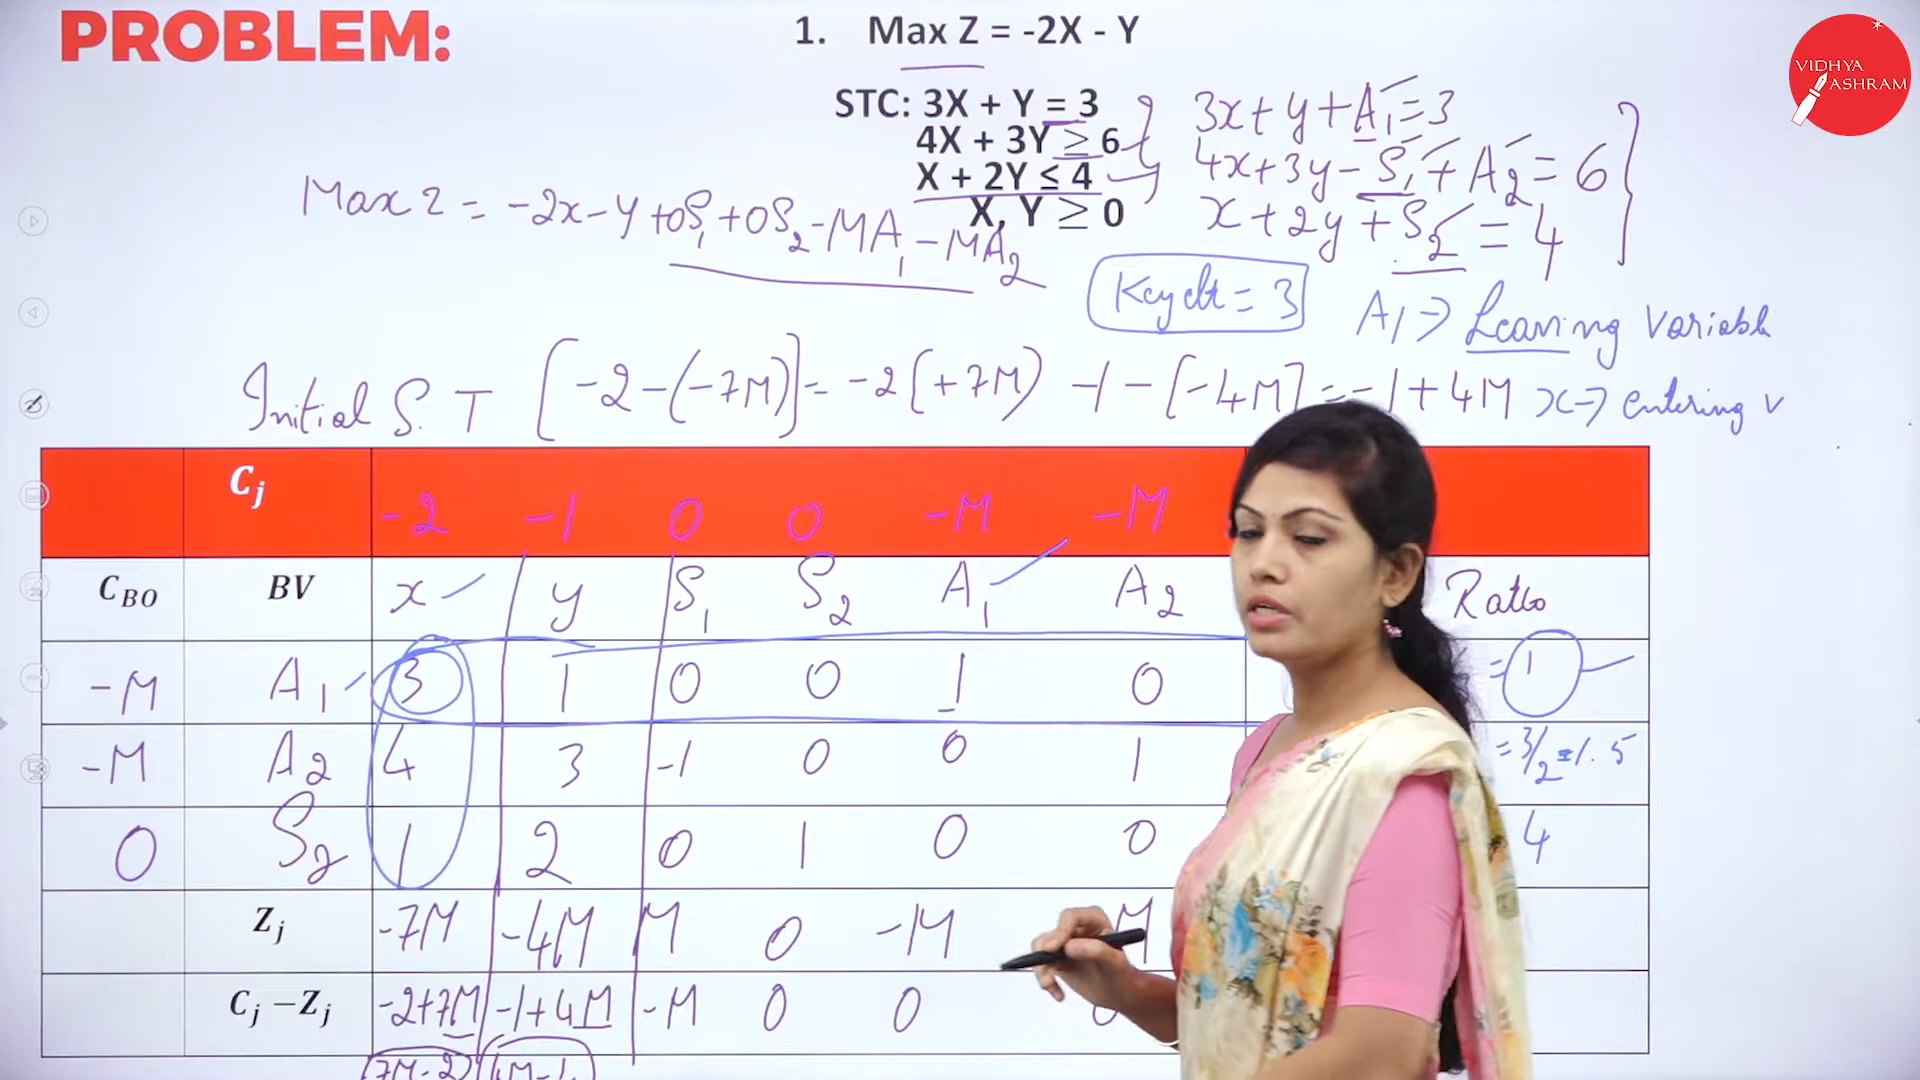 PROBLEM:
1. Max Z = -2X - Y
VIDHYA
ASHRAM
STC: 3X + Y = 3
4X + 3Y ≥ 6
X + 2Y ≤ 4
X, Y ≥ 0
3x + y + A1 = 3
4x + 3y - S1 + A2 = 6
x + 2y + S2 = 4
Max Z = -2x - y + 0S1 + 0S2 - MA1 - MA2
= 3
A1 → Leaving Variable
Initial S.T [-2-(-7M)] = -2(+7M) -1-[-4M] = -1+4M x → entering v
Cj -2 -1 0 0 -M -M
CBO BV x y S1 S2 A1 A2 Ratio
-M A1 3 1 0 0 1 0 = 1
-M A2 4 3 -1 0 0 1 = 3/2 = 1.5
0 S2 1 2 0 1 0 0 4
Zj -7M -4M M 0 -M -M
Cj - Zj -2+7M -1+4M -M 0 0 0
7M-2 4M-1